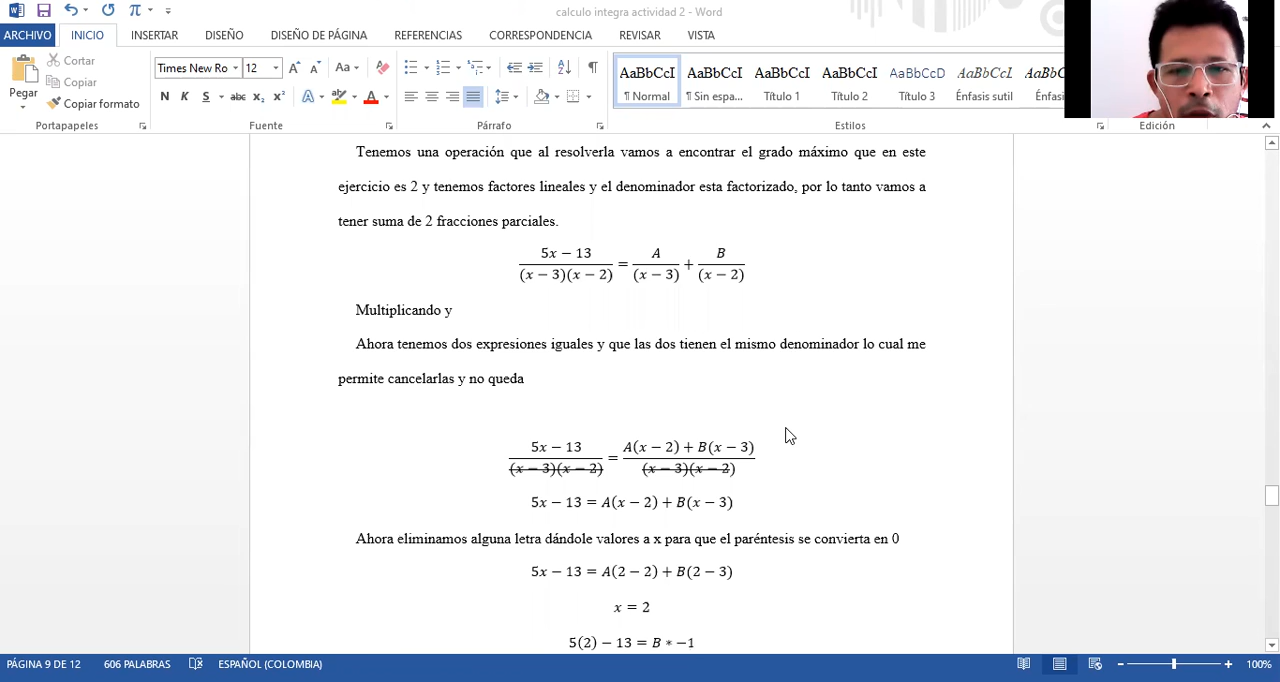 calculo integra actividad 2 - Word
ARCHIVO INICIO INSERTAR DISEÑO DISEÑO DE PÁGINA REFERENCIAS CORRESPONDENCIA REVISAR VISTA
Pegar
Cortar
Copiar
Copiar formato
Portapapeles
Times New Ro 12 Aa
N K S abc x₂ x² A A
Fuente
Párrafo
AaBbCcI AaBbCcI AaBbCcI AaBbCcI AaBbCcD AaBbCcL AaBbCc
¶ Normal ¶ Sin espa... Título 1 Título 2 Título 3 Énfasis sutil Énfasis
Estilos
Edición
Tenemos una operación que al resolverla vamos a encontrar el grado máximo que en este
ejercicio es 2 y tenemos factores lineales y el denominador esta factorizado, por lo tanto vamos a
tener suma de 2 fracciones parciales.
5x − 13 / (x − 3)(x − 2) = A / (x − 3) + B / (x − 2)
Multiplicando y
Ahora tenemos dos expresiones iguales y que las dos tienen el mismo denominador lo cual me
permite cancelarlas y no queda
5x − 13 / (x − 3)(x − 2) = A(x − 2) + B(x − 3) / (x − 3)(x − 2)
5x − 13 = A(x − 2) + B(x − 3)
Ahora eliminamos alguna letra dándole valores a x para que el paréntesis se convierta en 0
5x − 13 = A(2 − 2) + B(2 − 3)
x = 2
5(2) − 13 = B ∗ −1
PÁGINA 9 DE 12 606 PALABRAS ESPAÑOL (COLOMBIA) 100%